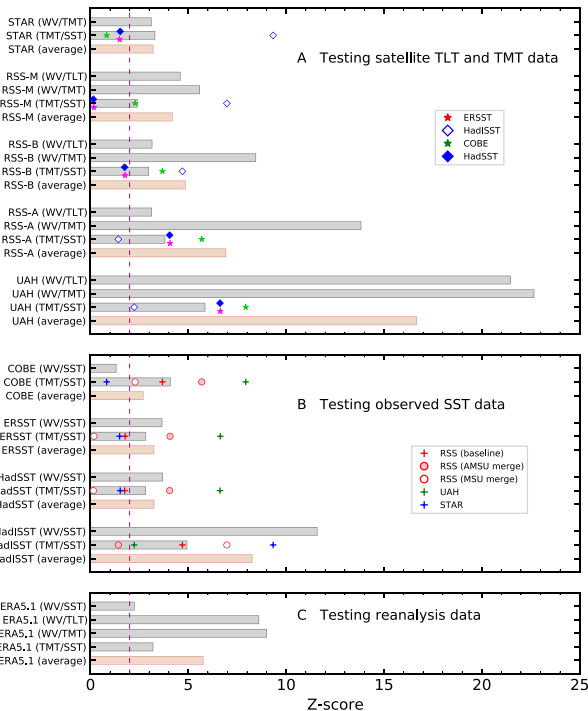 STAR (WV/TMT)
STAR (TMT/SST)
STAR (average)
A Testing satellite TLT and TMT data
RSS-M (WV/TLT)
RSS-M (WV/TMT)
RSS-M (TMT/SST)
RSS-M (average)
ERSST
HadISST
COBE
HadSST
RSS-B (WV/TLT)
RSS-B (WV/TMT)
RSS-B (TMT/SST)
RSS-B (average)
RSS-A (WV/TLT)
RSS-A (WV/TMT)
RSS-A (TMT/SST)
RSS-A (average)
UAH (WV/TLT)
UAH (WV/TMT)
UAH (TMT/SST)
UAH (average)
COBE (WV/SST)
COBE (TMT/SST)
COBE (average)
B Testing observed SST data
ERSST (WV/SST)
ERSST (TMT/SST)
ERSST (average)
RSS (baseline)
RSS (AMSU merge)
RSS (MSU merge)
UAH
STAR
HadSST (WV/SST)
adSST (TMT/SST)
HadSST (average)
adISST (WV/SST)
dISST (TMT/SST)
adISST (average)
ERA5.1 (WV/SST)
ERA5.1 (WV/TLT)
ERA5.1 (WV/TMT)
ERA5.1 (TMT/SST)
ERA5.1 (average)
C Testing reanalysis data
0 5 10 15 20 25
Z-score